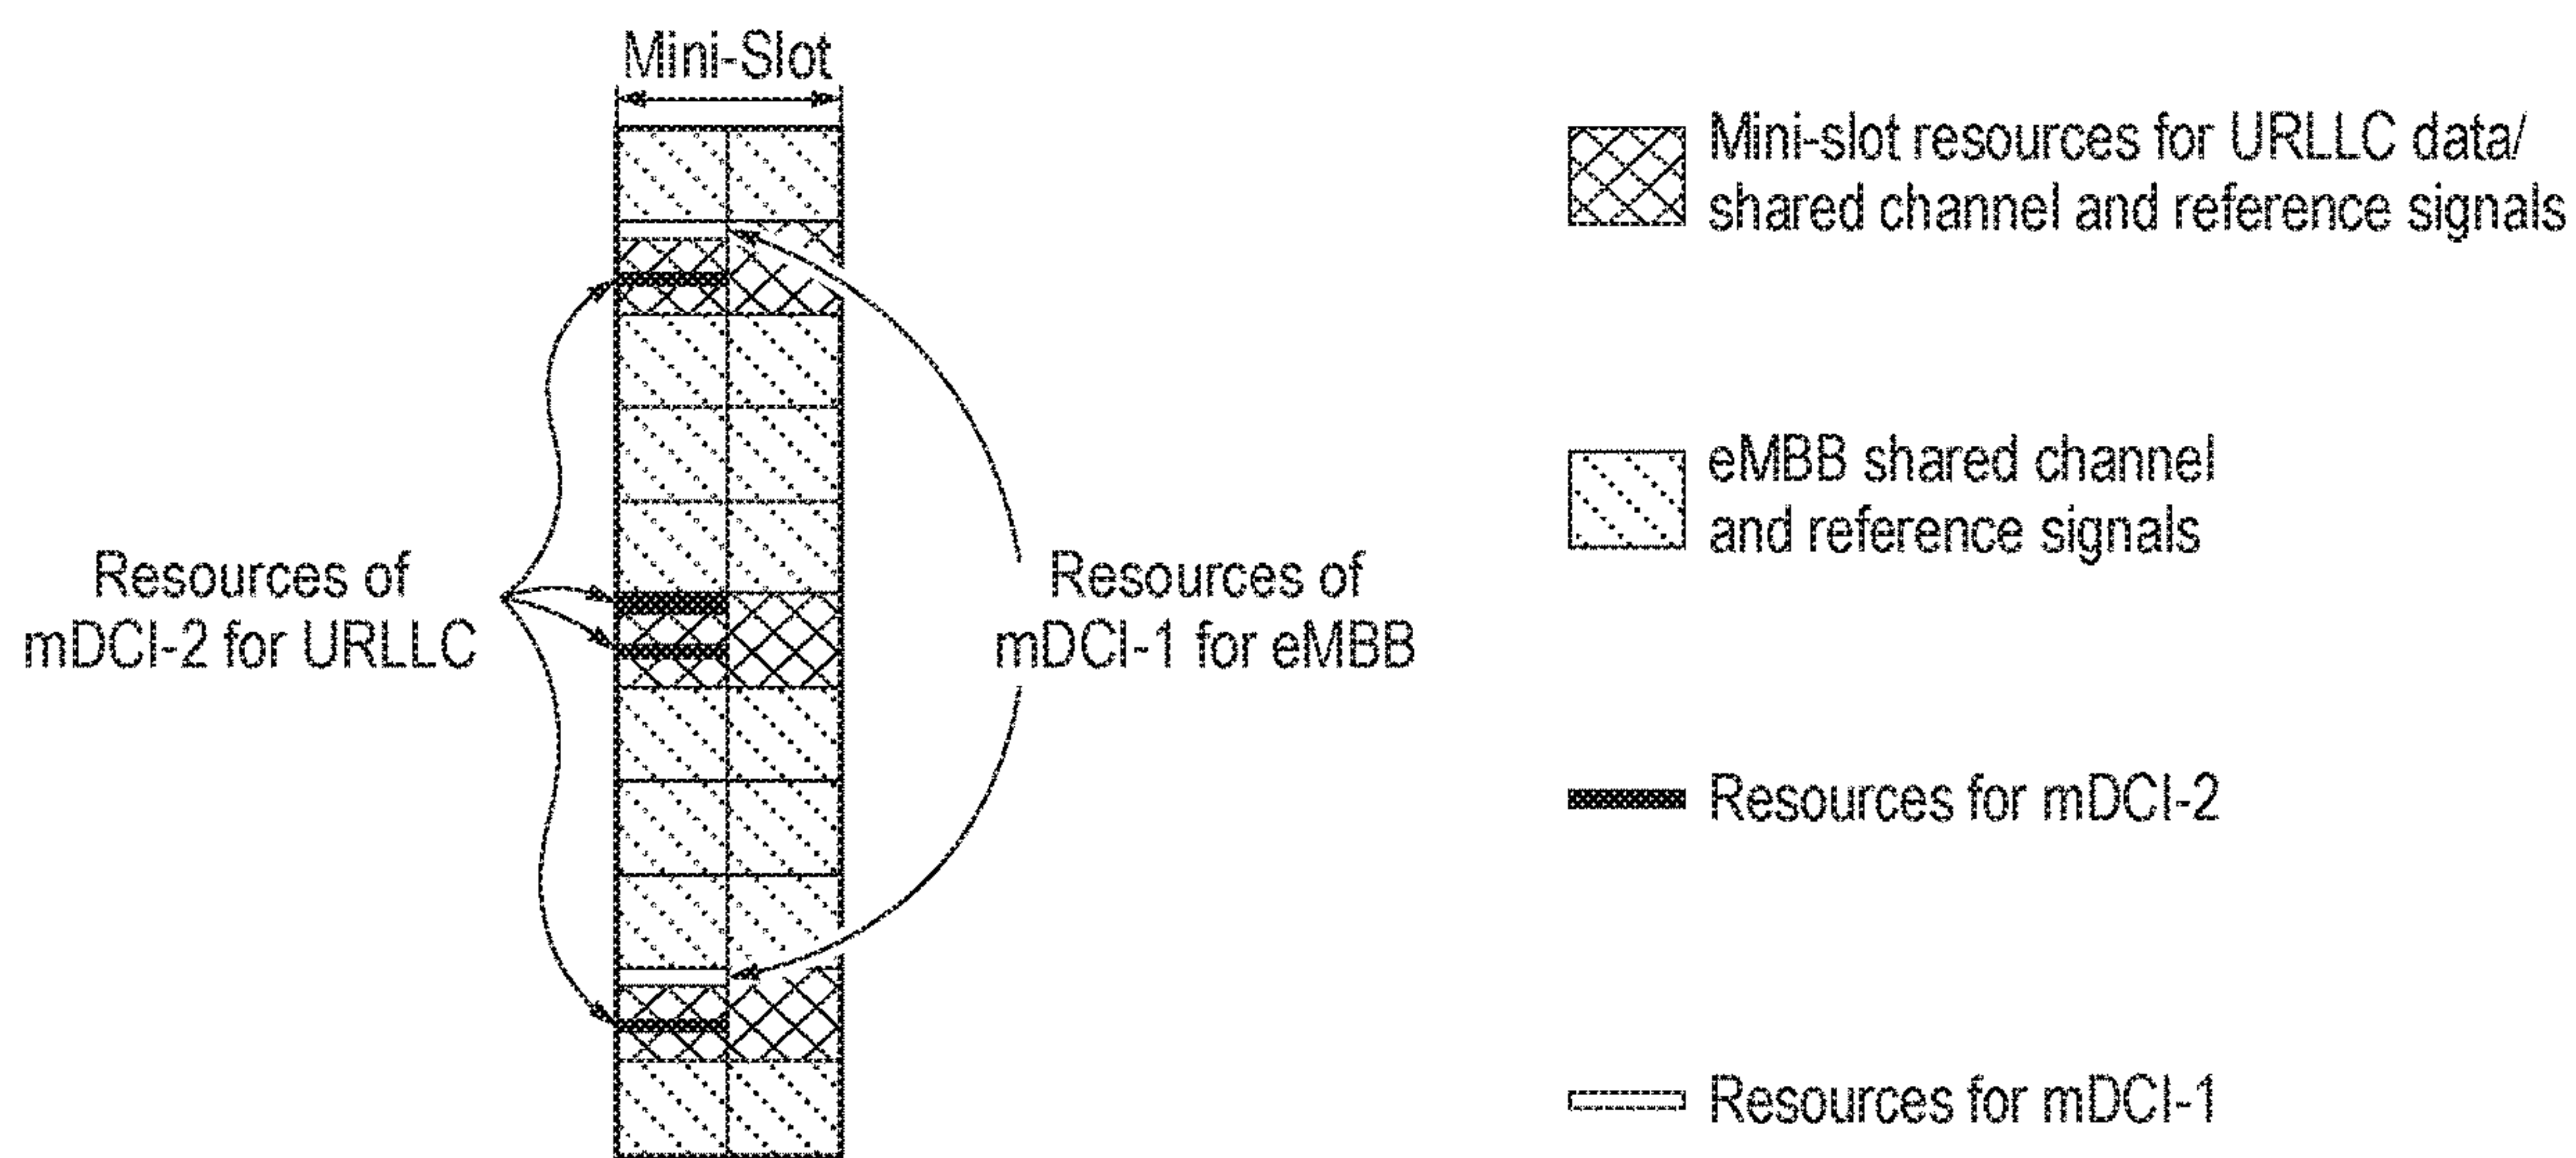 Mini-Slot
Resources of
mDCI-2 for URLLC
Resources of
mDCI-1 for eMBB
Mini-slot resources for URLLC data/
shared channel and reference signals
eMBB shared channel
and reference signals
Resources for mDCI-2
Resources for mDCI-1